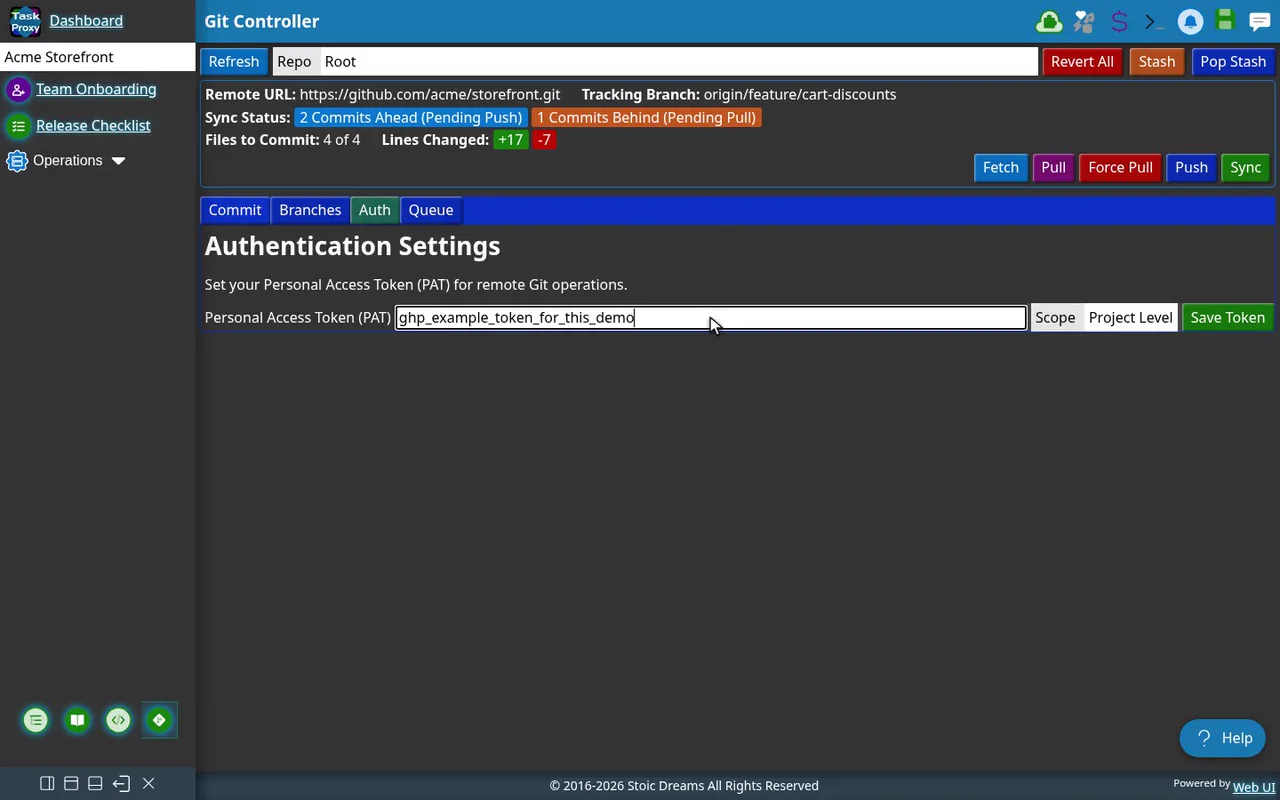 Task Proxy Dashboard
Git Controller
Acme Storefront
Team Onboarding
Release Checklist
Operations
Refresh Repo Root Revert All Stash Pop Stash
Remote URL: https://github.com/acme/storefront.git Tracking Branch: origin/feature/cart-discounts
Sync Status: 2 Commits Ahead (Pending Push) 1 Commits Behind (Pending Pull)
Files to Commit: 4 of 4 Lines Changed: +17 -7
Fetch Pull Force Pull Push Sync
Commit Branches Auth Queue
Authentication Settings
Set your Personal Access Token (PAT) for remote Git operations.
Personal Access Token (PAT) ghp_example_token_for_this_demo Scope Project Level Save Token
? Help
© 2016-2026 Stoic Dreams All Rights Reserved
Powered by Web UI